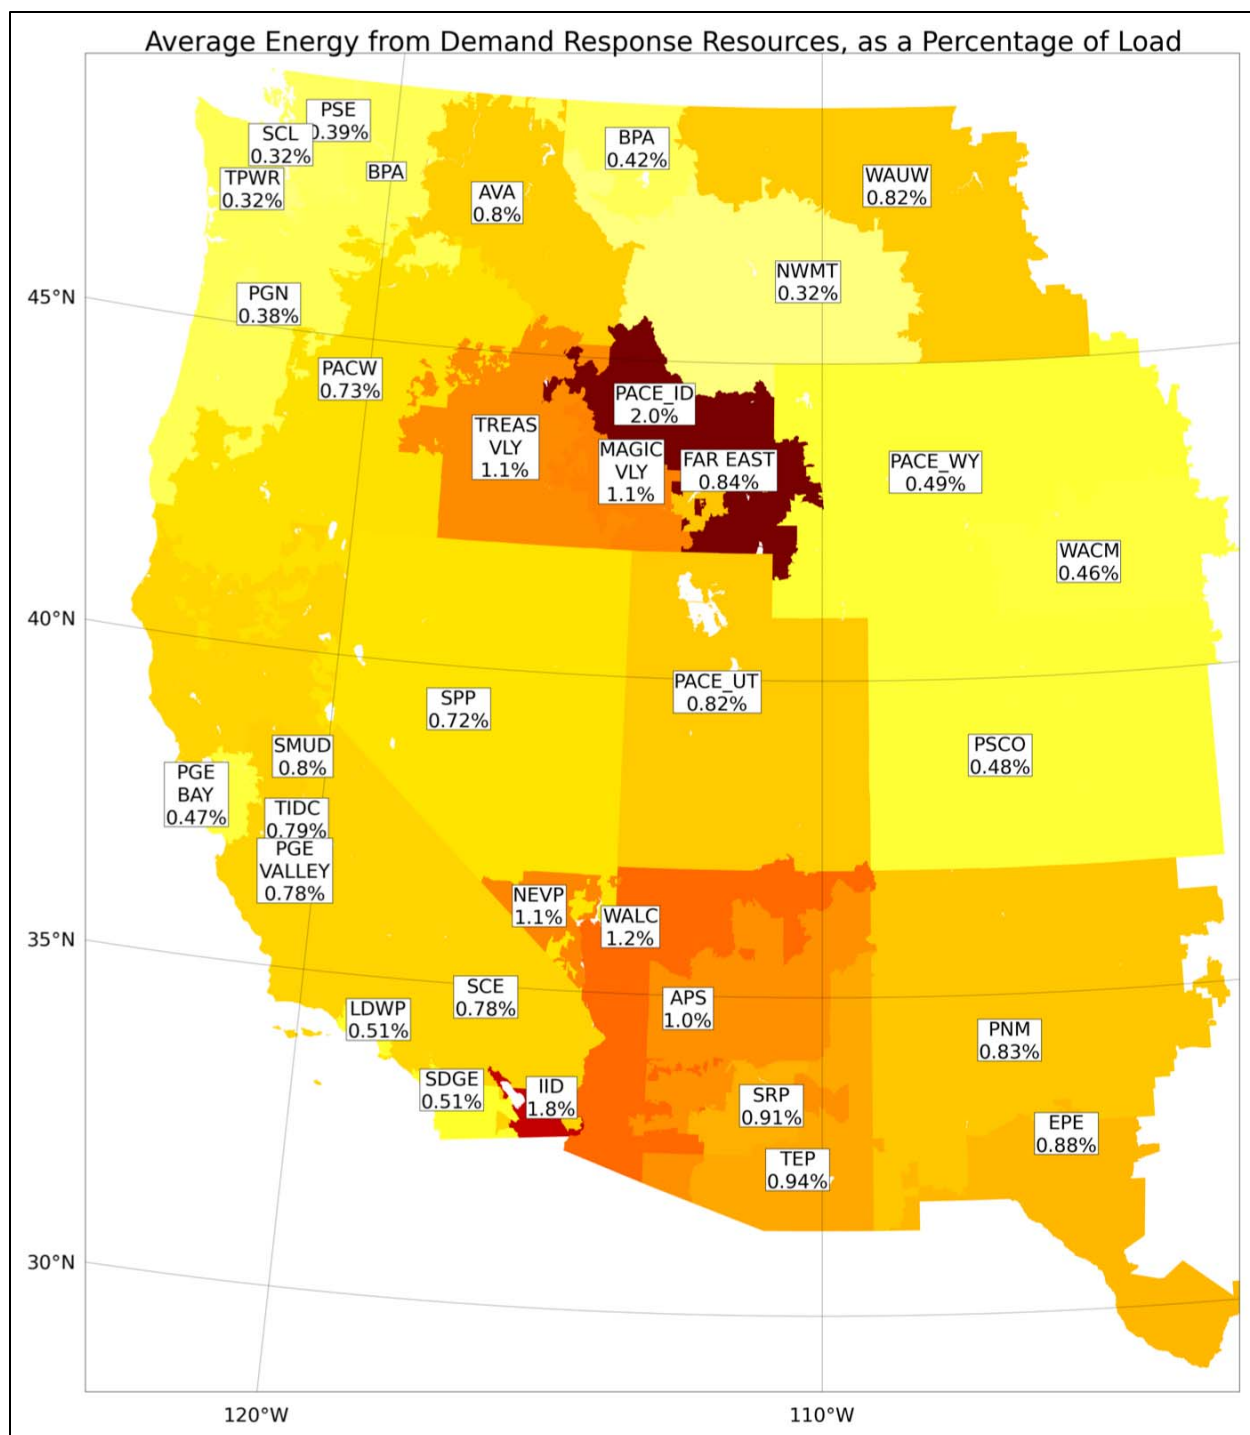 Average Energy from Demand Response Resources, as a Percentage of Load
PSE
0.39%
SCL
0.32%
TPWR
0.32%
BPA
BPA
0.42%
AVA
0.8%
WAUW
0.82%
NWMT
0.32%
45°N
PGN
0.38%
PACW
0.73%
PACE_ID
2.0%
TREAS
VLY
1.1%
MAGIC
VLY
1.1%
FAR EAST
0.84%
PACE_WY
0.49%
WACM
0.46%
40°N
PACE_UT
0.82%
SPP
0.72%
SMUD
0.8%
PSCO
0.48%
PGE
BAY
0.47%
TIDC
0.79%
PGE
VALLEY
0.78%
NEVP
1.1%
WALC
1.2%
35°N
SCE
0.78%
LDWP
0.51%
APS
1.0%
PNM
0.83%
SDGE
0.51%
IID
1.8%
SRP
0.91%
EPE
0.88%
TEP
0.94%
30°N
120°W
110°W